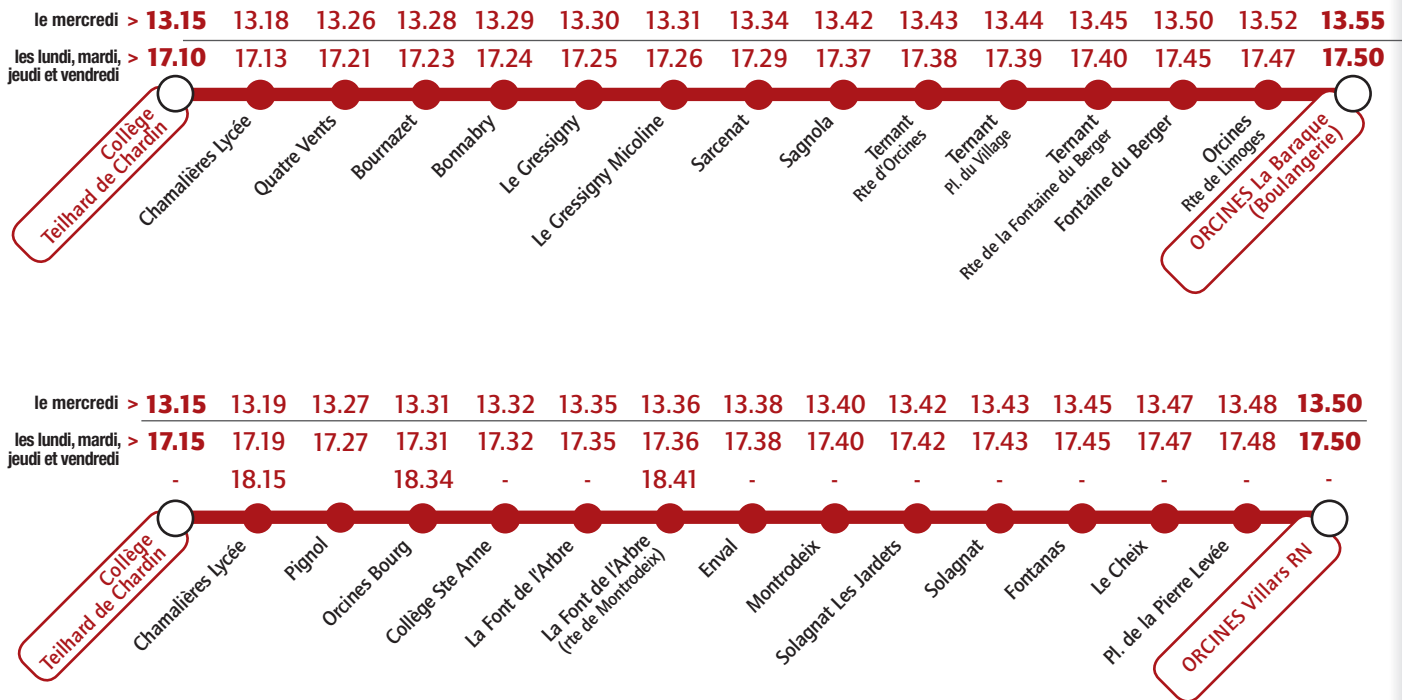 le mercredi > 13.15 13.18 13.26 13.28 13.29 13.30 13.31 13.34 13.42 13.43 13.44 13.45 13.50 13.52 13.55
les lundi, mardi, > 17.10 17.13 17.21 17.23 17.24 17.25 17.26 17.29 17.37 17.38 17.39 17.40 17.45 17.47 17.50
jeudi et vendredi
Collège
Teilhard de Chardin
Chamalières Lycée
Quatre Vents
Bournazet
Bonnabry
Le Gressigny
Le Gressigny Micoline
Sarcenat
Sagnola
Ternant
Rte d'Orcines
Ternant
Pl. du Village
Ternant
Rte de la Fontaine du Berger
Fontaine du Berger
Orcines
Rte de Limoges
ORCINES La Baraque
(Boulangerie)
le mercredi > 13.15 13.19 13.27 13.31 13.32 13.35 13.36 13.38 13.40 13.42 13.43 13.45 13.47 13.48 13.50
les lundi, mardi, > 17.15 17.19 17.27 17.31 17.32 17.35 17.36 17.38 17.40 17.42 17.43 17.45 17.47 17.48 17.50
jeudi et vendredi
- 18.15 18.34 - - 18.41 - - - - - - - -
Collège
Teilhard de Chardin
Chamalières Lycée
Pignol
Orcines Bourg
Collège Ste Anne
La Font de l'Arbre
La Font de l'Arbre
(rte de Montrodeix)
Enval
Montrodeix
Solagnat Les Jardets
Solagnat
Fontanas
Le Cheix
Pl. de la Pierre Levée
ORCINES Villars RN